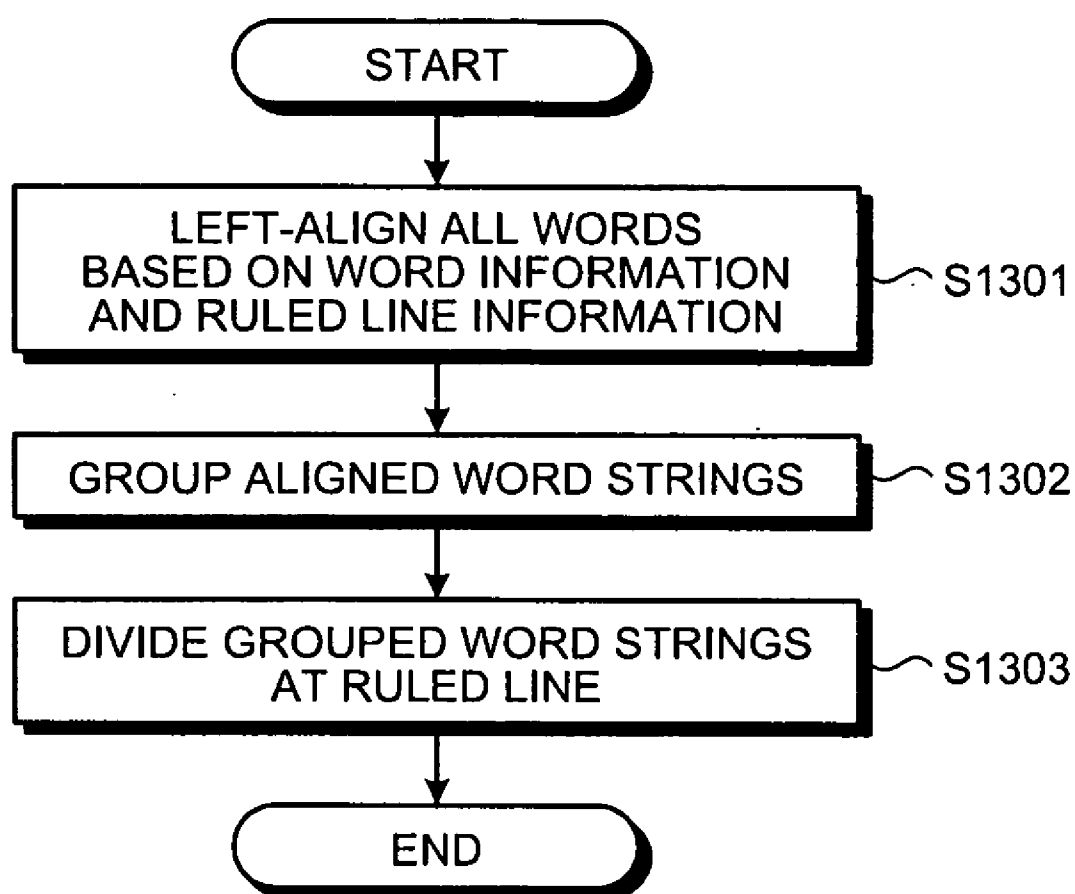 START
LEFT-ALIGN ALL WORDS
BASED ON WORD INFORMATION
AND RULED LINE INFORMATION
S1301
GROUP ALIGNED WORD STRINGS
S1302
DIVIDE GROUPED WORD STRINGS
AT RULED LINE
S1303
END